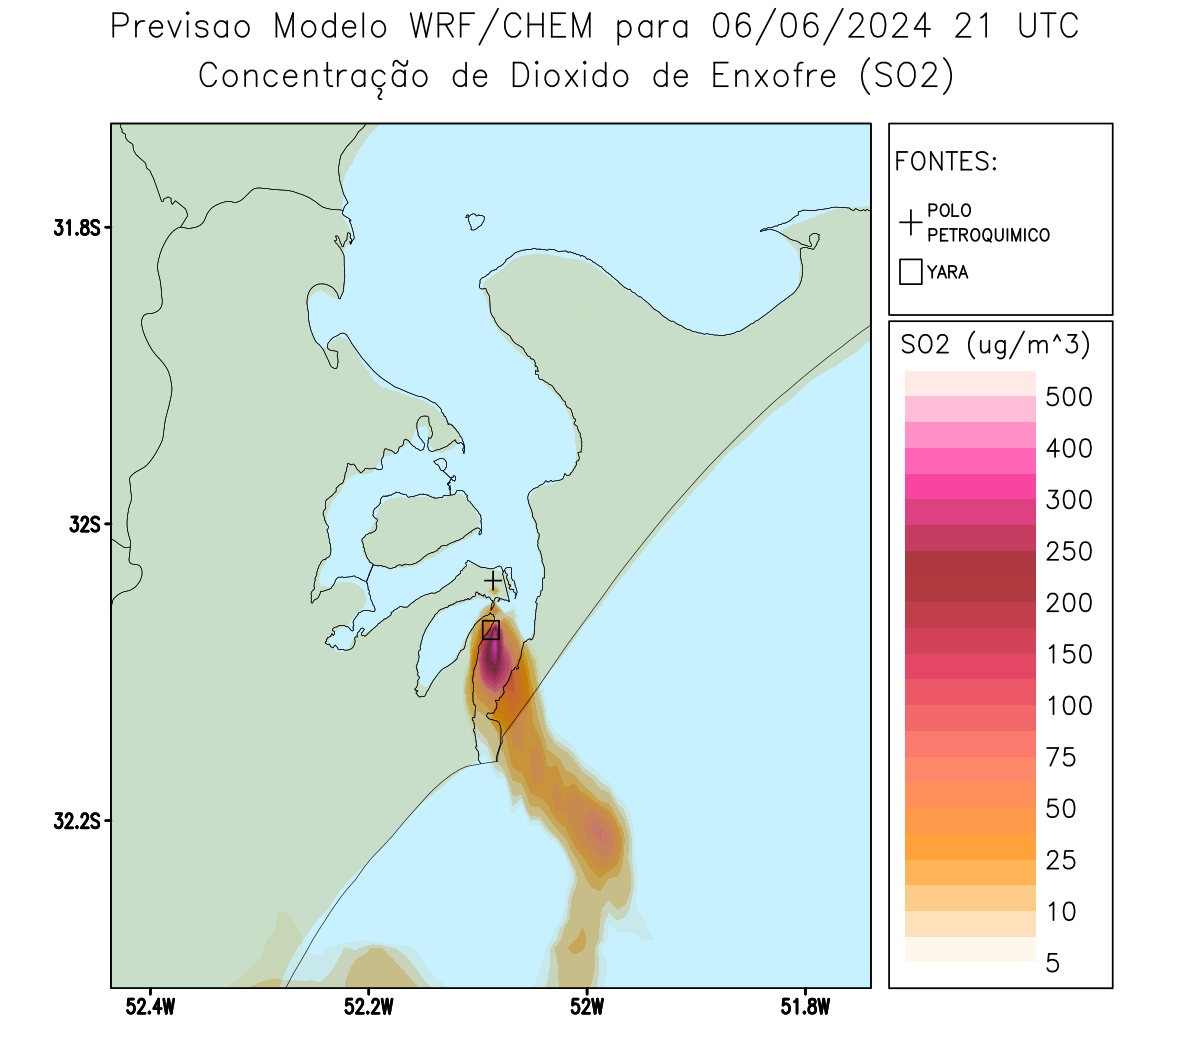 Previsao Modelo WRF/CHEM para 06/06/2024 21 UTC
Concentração de Dioxido de Enxofre (SO2)
FONTES:
POLO
PETROQUIMICO
YARA
31.8S
32S
32.2S
52.4W
52.2W
52W
51.8W
SO2 (ug/m^3)
500
400
300
250
200
150
100
75
50
25
10
5